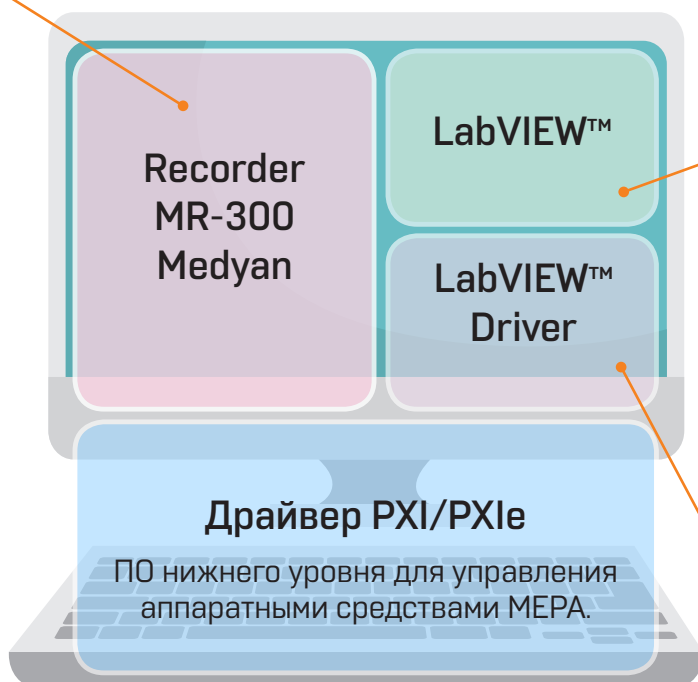 Recorder
MR-300
Medyan
LabVIEW™
LabVIEW™
Driver
Драйвер PXI/PXIe
ПО нижнего уровня для управления
аппаратными средствами МЕРА.